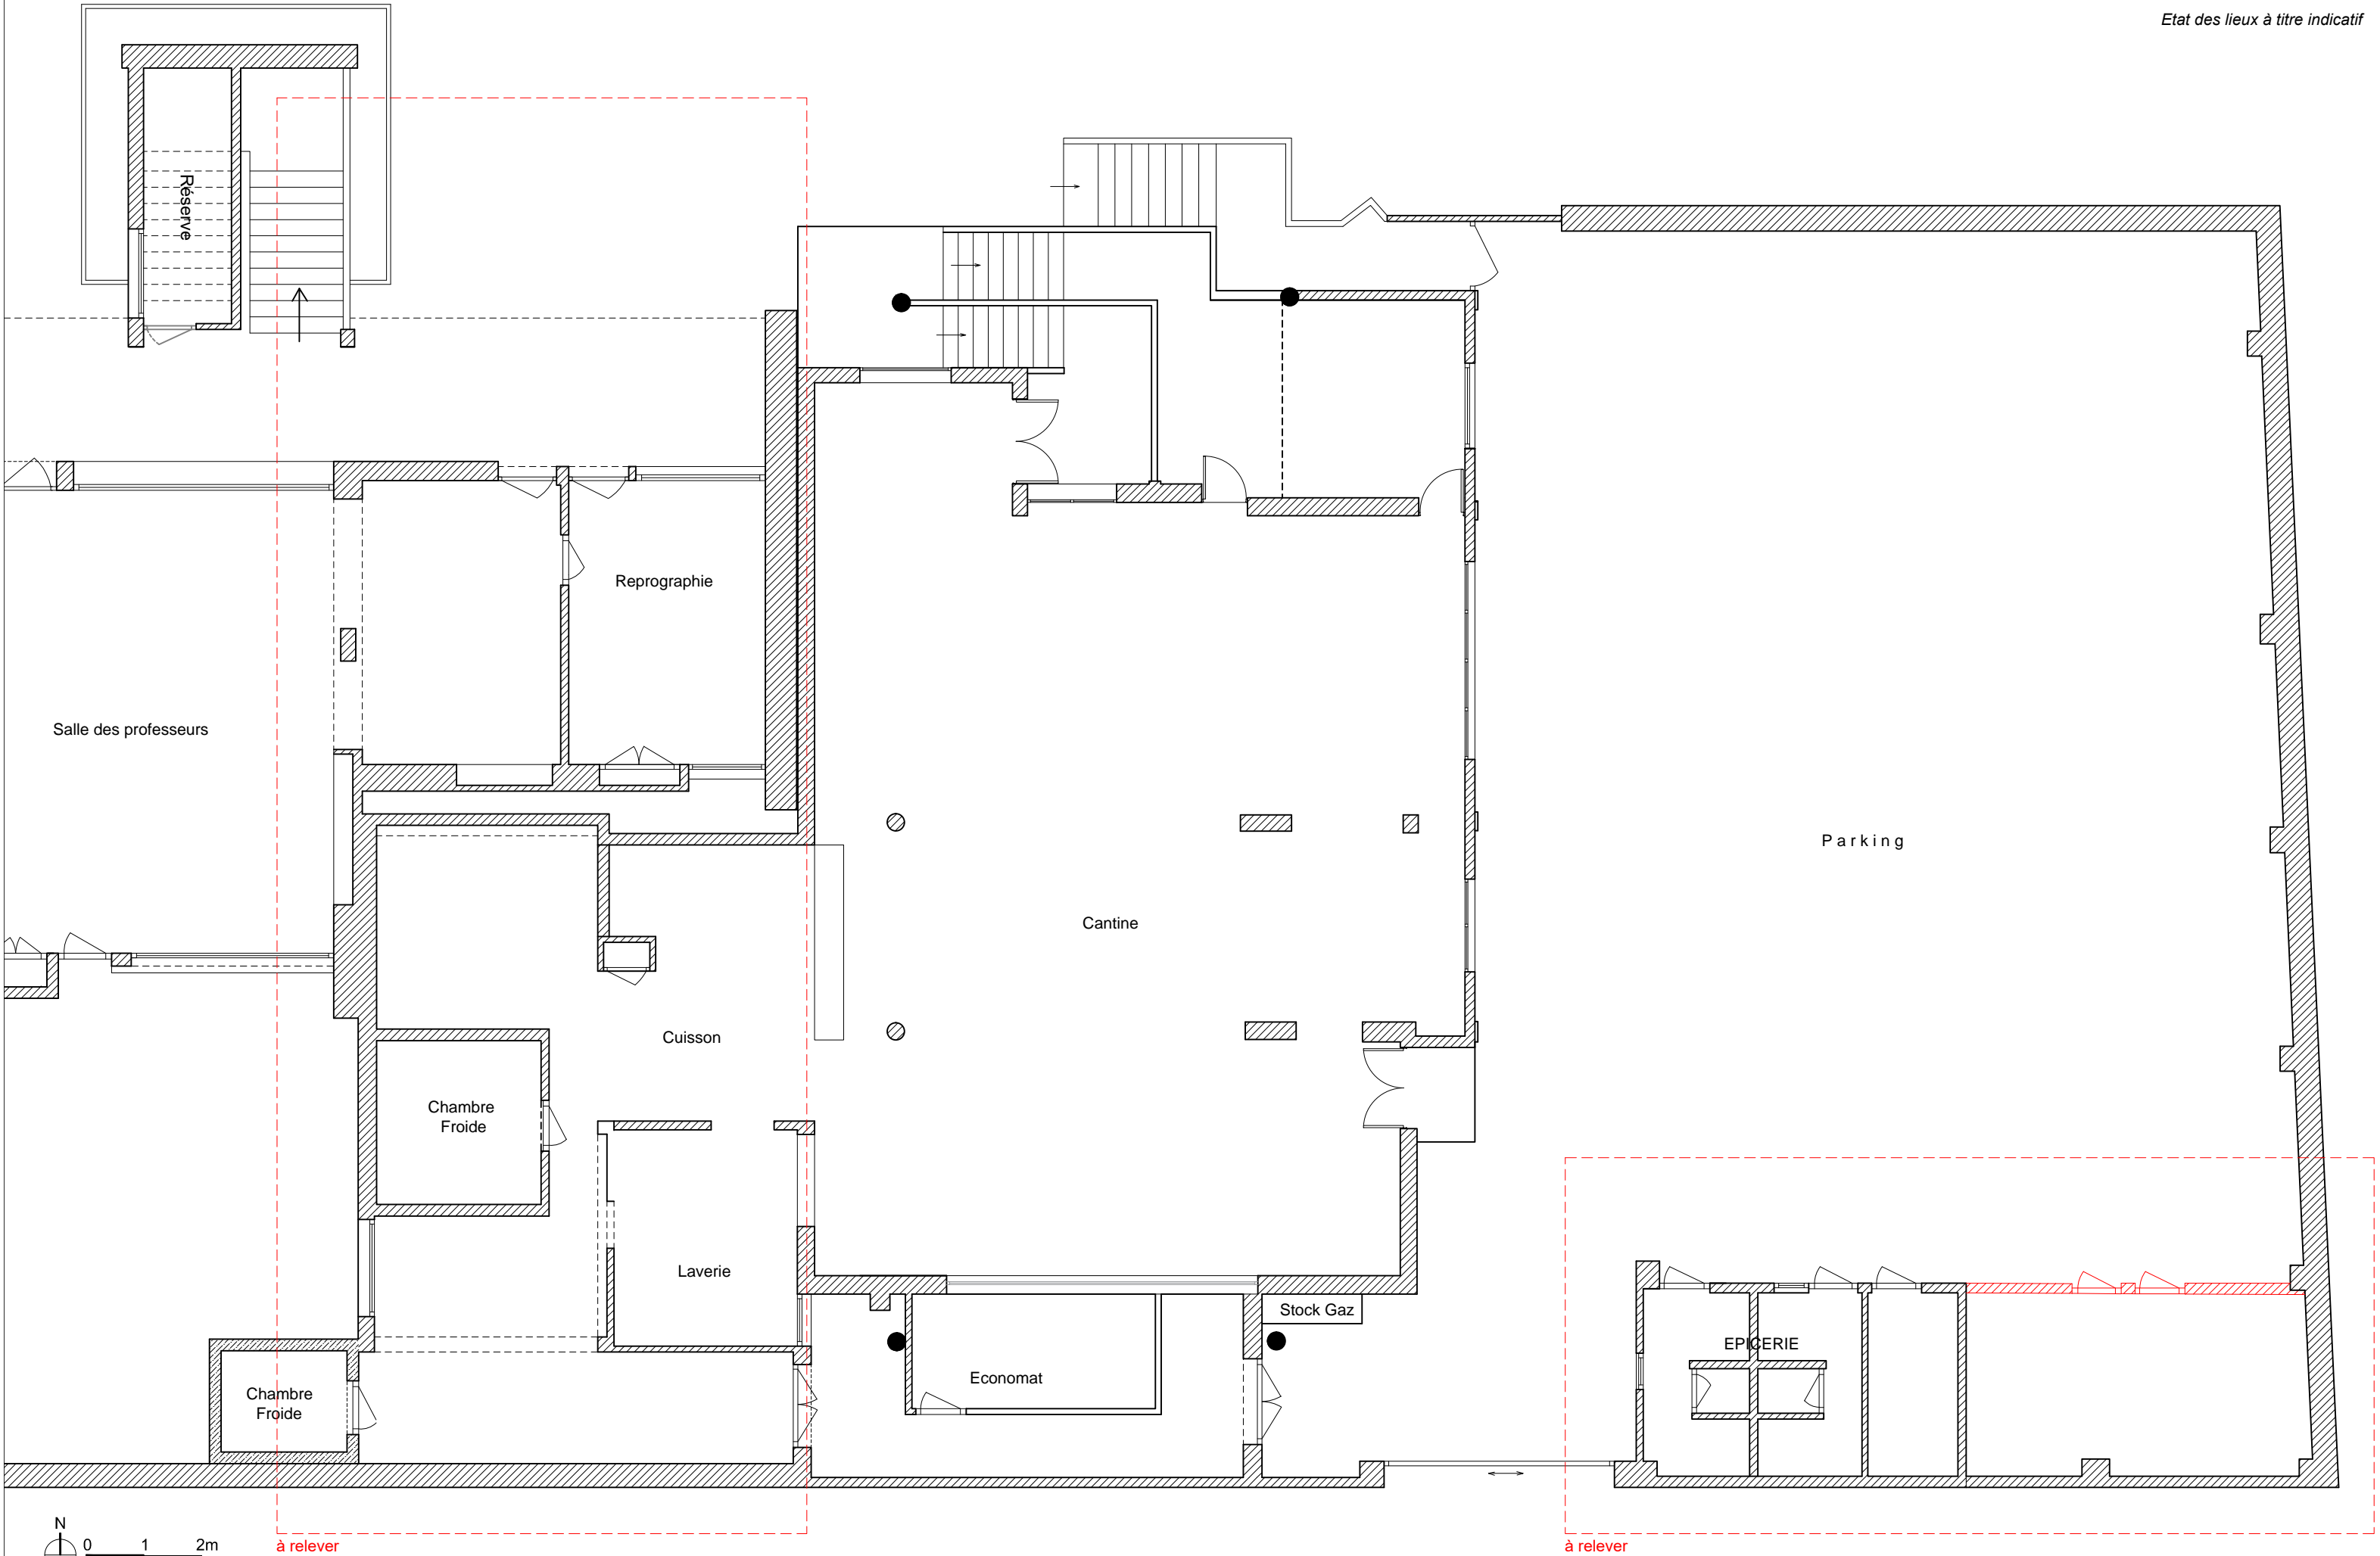 Etat des lieux à titre indicatif
Réserve
Reprographie
Salle des professeurs
Parking
Cantine
Cuisson
Chambre
Froide
Laverie
Stock Gaz
EPICERIE
Economat
Chambre
Froide
N
0 1 2m
à relever
à relever